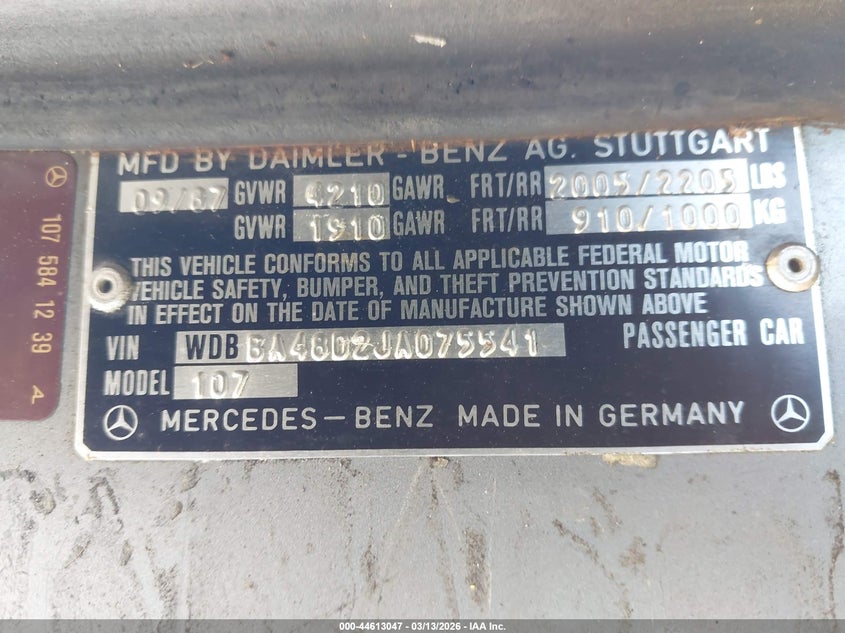 MFD BY DAIMLER - BENZ AG. STUTTGART
09/87 GVWR 4210 GAWR FRT/RR 2005/2205 LBS
GVWR 1910 GAWR FRT/RR 910/1000 KG
THIS VEHICLE CONFORMS TO ALL APPLICABLE FEDERAL MOTOR
VEHICLE SAFETY, BUMPER, AND THEFT PREVENTION STANDARDS
IN EFFECT ON THE DATE OF MANUFACTURE SHOWN ABOVE
VIN WDB BA48D2JA075541 PASSENGER CAR
MODEL 107
MERCEDES-BENZ MADE IN GERMANY
107 584 12 39 A
000-44613047 - 03/13/2026 - IAA Inc.